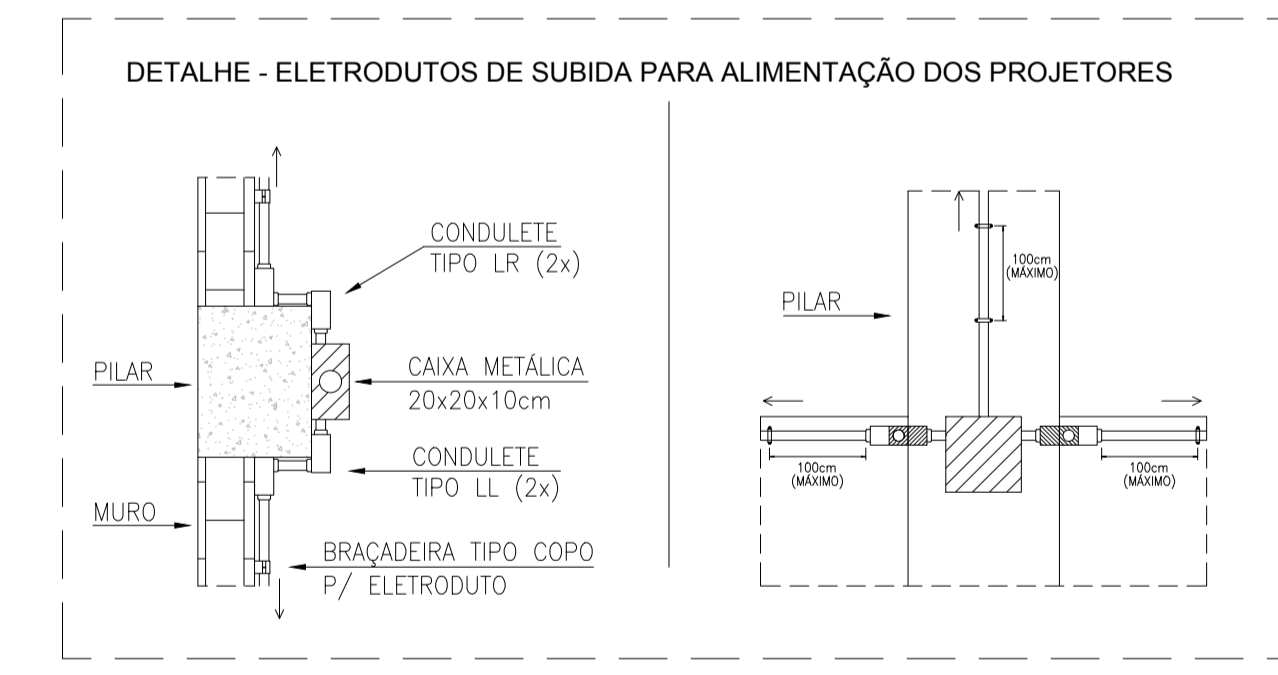 DETALHE - ELETRODUTOS DE SUBIDA PARA ALIMENTAÇÃO DOS PROJETORES
CONDULETE
TIPO LR (2x)
PILAR
CAIXA METÁLICA
20x20x10cm
CONDULETE
TIPO LL (2x)
MURO
BRAÇADEIRA TIPO COPO
P/ ELETRODUTO
100cm
(MÁXIMO)
PILAR
100cm
(MÁXIMO)
100cm
(MÁXIMO)